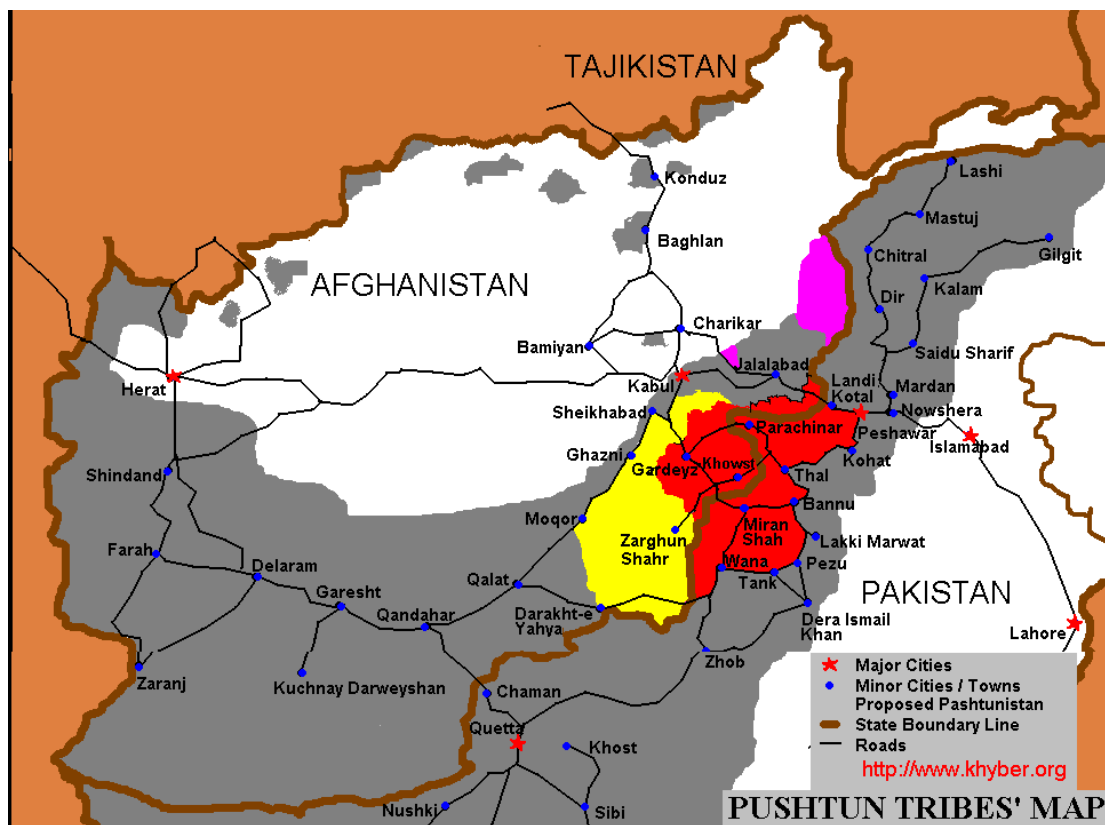 TAJIKISTAN
Lashi
Konduz
Mastuj
Baghlan
Chitral
Gilgit
AFGHANISTAN
Kalam
Dir
Charikar
Bamiyan
Saidu Sharif
Jalalabad
Herat
Kabul
Landi
Kotal
Mardan
Sheikhabad
Nowshera
Parachinar
Peshawar
Islamabad
Ghazni
Gardeyz
Khowst
Kohat
Shindand
Thal
Bannu
Moqor
Miran
Shah
Zarghun
Shahr
Lakki Marwat
Farah
Wana
Pezu
Delaram
Qalat
Tank
Garesht
PAKISTAN
Qandahar
Darakht-e
Yahya
Dera Ismail
Khan
Lahore
Zhob
Zaranj
Kuchnay Darweyshan
Chaman
Quetta
Khost
Nushki
Sibi
Major Cities
Minor Cities / Towns
Proposed Pashtunistan
State Boundary Line
Roads
http://www.khyber.org
PUSHTUN TRIBES' MAP